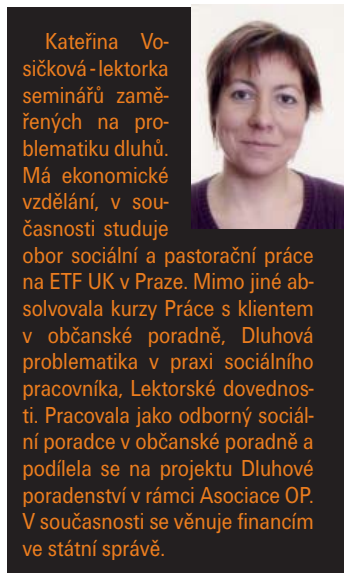 Kateřina Vo-
sičková - lektorka
seminářů zamě-
řených na pro-
blematiku dluhů.
Má ekonomické
vzdělání, v sou-
časnosti studuje
obor sociální a pastorační práce
na ETF UK v Praze. Mimo jiné ab-
solvovala kurzy Práce s klientem
v občanské poradně, Dluhová
problematika v praxi sociálního
pracovníka, Lektorské dovednos-
ti. Pracovala jako odborný sociál-
ní poradce v občanské poradně a
podílela se na projektu Dluhové
poradenství v rámci Asociace OP.
V současnosti se věnuje financím
ve státní správě.